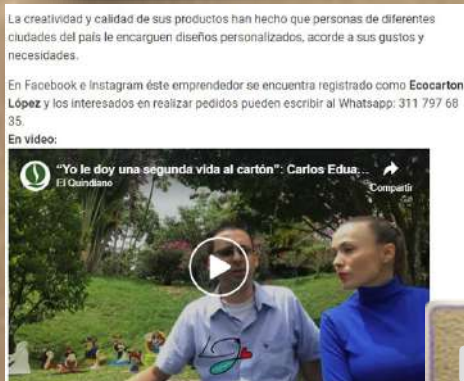 La creatividad y calidad de sus productos han hecho que personas de diferentes
ciudades del país le encarguen diseños personalizados, acorde a sus gustos y
necesidades.
En Facebook e Instagram éste emprendedor se encuentra registrado como Ecocarton
López y los interesados en realizar pedidos pueden escribir al Whatsapp: 311 797 68
35.
En video:
“Yo le doy una segunda vida al cartón”: Carlos Edua...
El Quindiano
Compartir